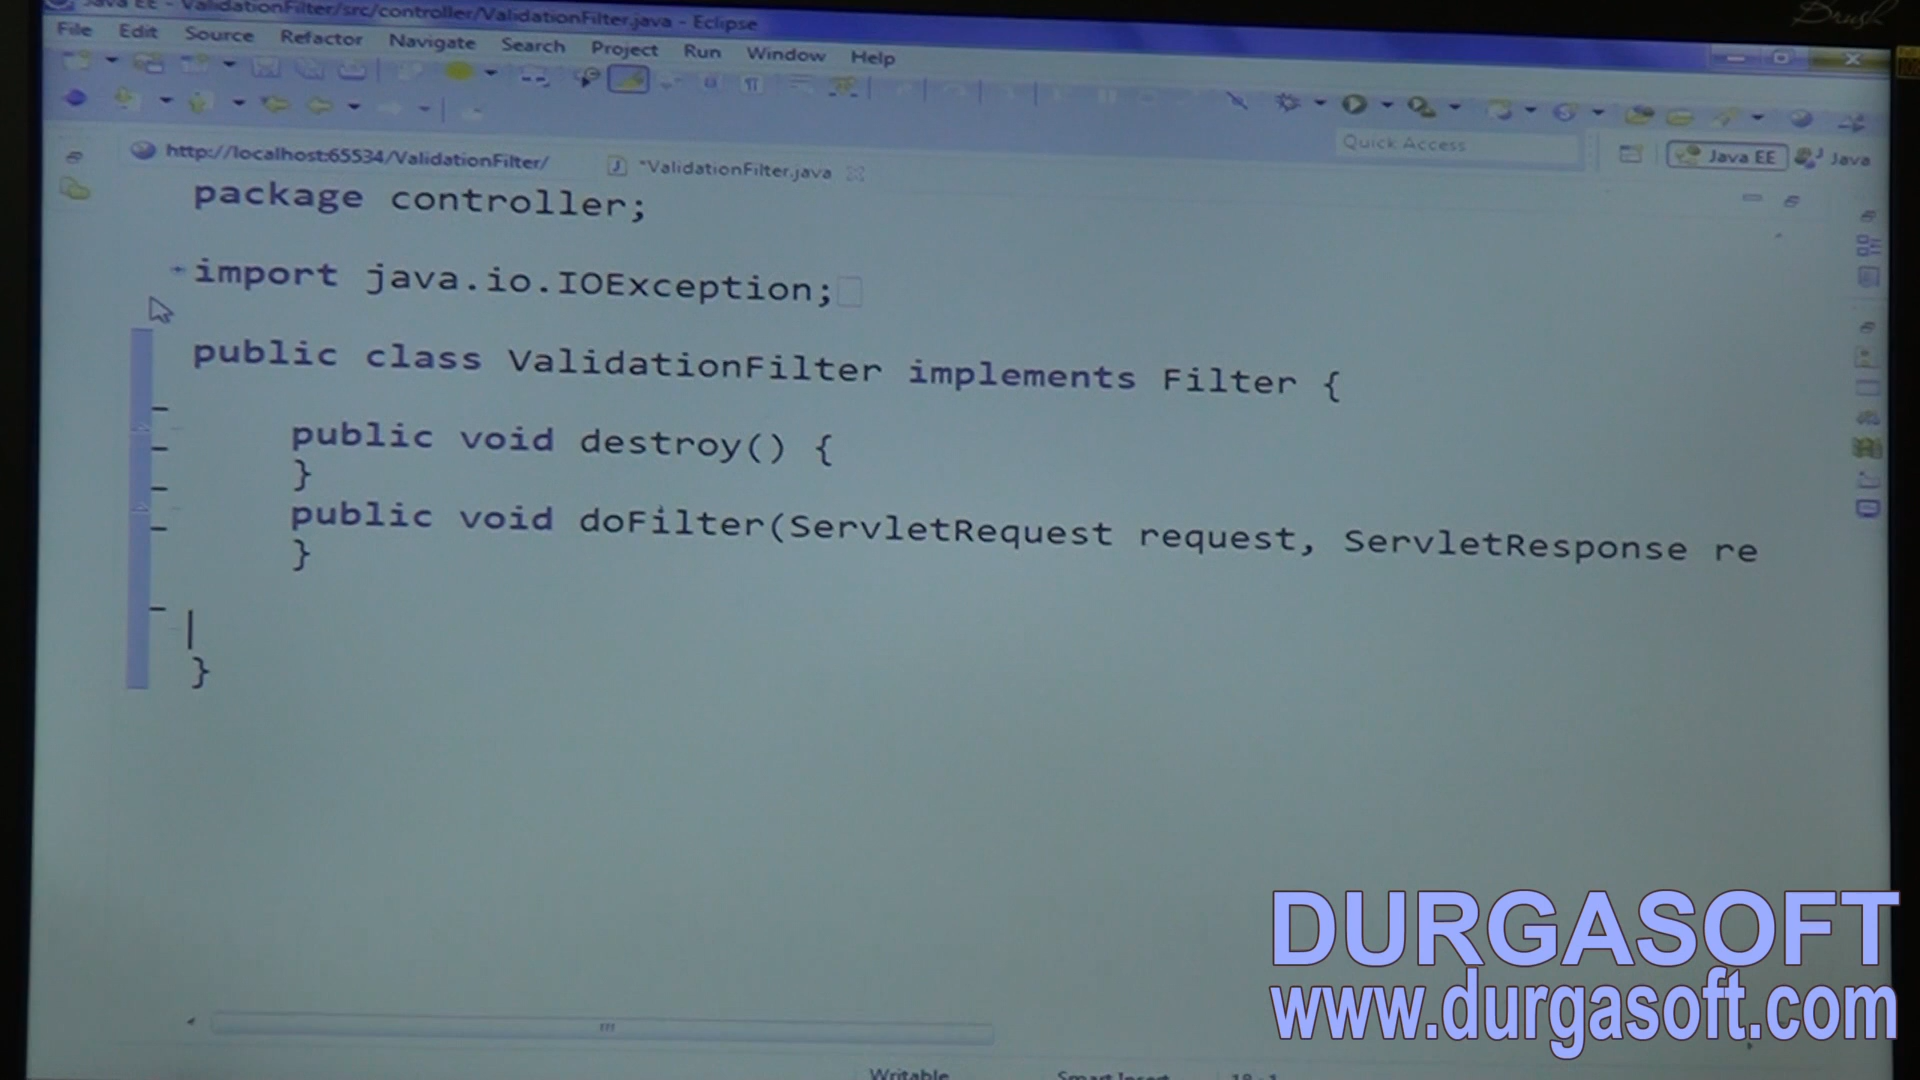 Java EE - ValidationFilter/src/controller/ValidationFilter.java - Eclipse
File Edit Source Refactor Navigate Search Project Run Window Help
Quick Access
Java EE
Java
http://localhost:65534/ValidationFilter/
*ValidationFilter.java
package controller;
import java.io.IOException;
public class ValidationFilter implements Filter {
public void destroy() {
}
public void doFilter(ServletRequest request, ServletResponse re
}
}
DURGASOFT
www.durgasoft.com
Writable Smart Insert